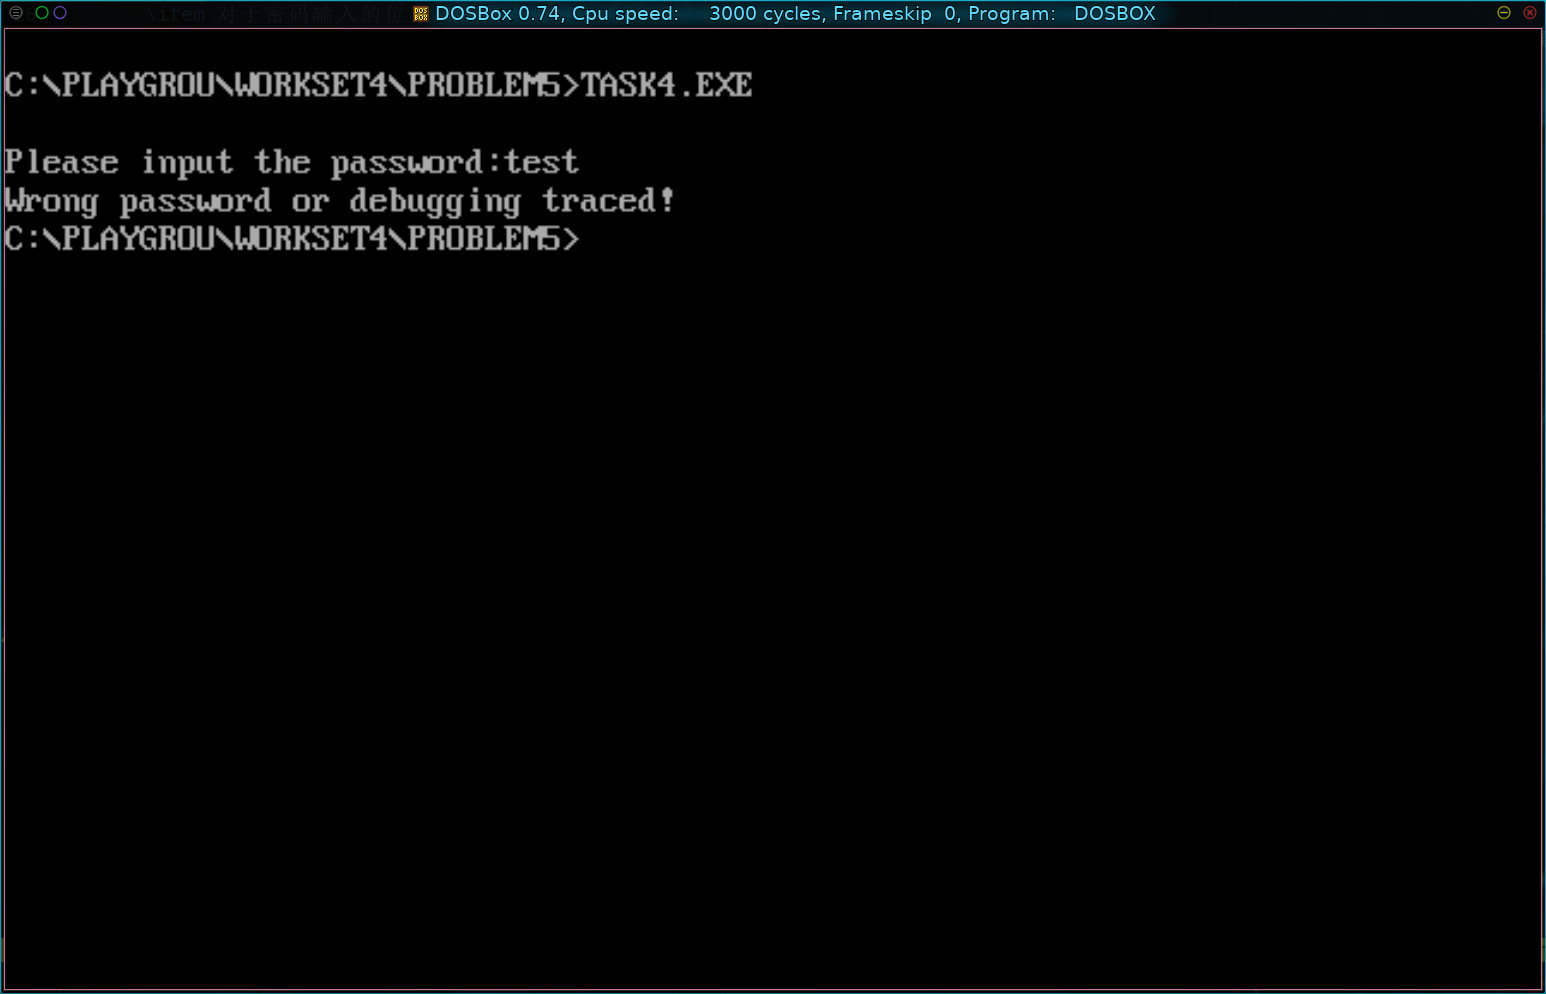 \item 对于密码输入的位
DOSBox 0.74, Cpu speed: 3000 cycles, Frameskip 0, Program: DOSBOX
C:\PLAYGROU\WORKSET4\PROBLEM5>TASK4.EXE
Please input the password:test
Wrong password or debugging traced!
C:\PLAYGROU\WORKSET4\PROBLEM5>